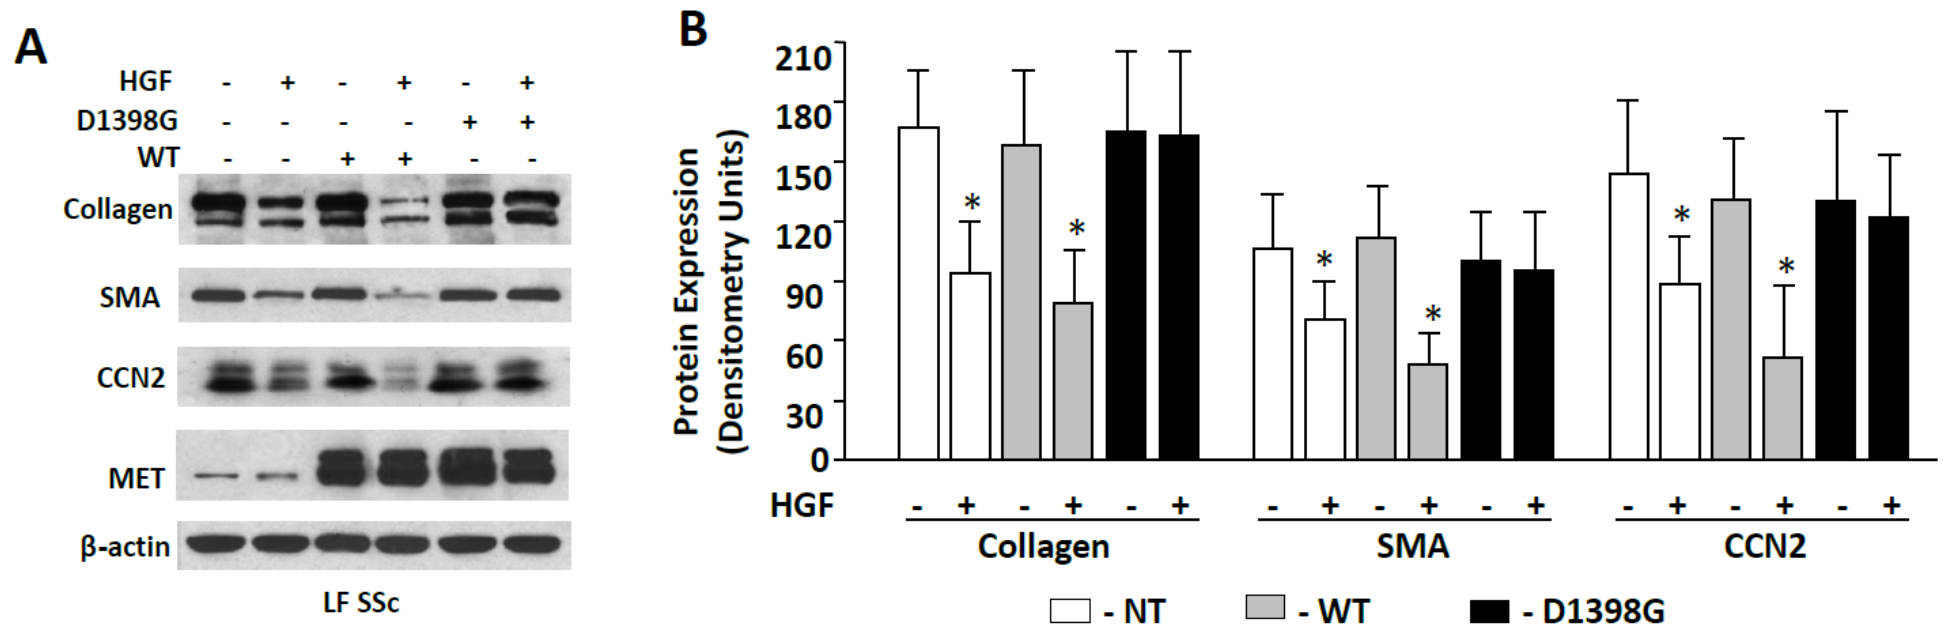 A
HGF - + - + - +
D1398G - - - - + +
WT - - + + - -
Collagen
SMA
CCN2
MET
β-actin
LF SSc
B
Protein Expression
(Densitometry Units)
210
180
150
120
90
60
30
0
* * * * * *
HGF - + - + - + - + - + - + - + - + - +
Collagen SMA CCN2
- NT - WT - D1398G